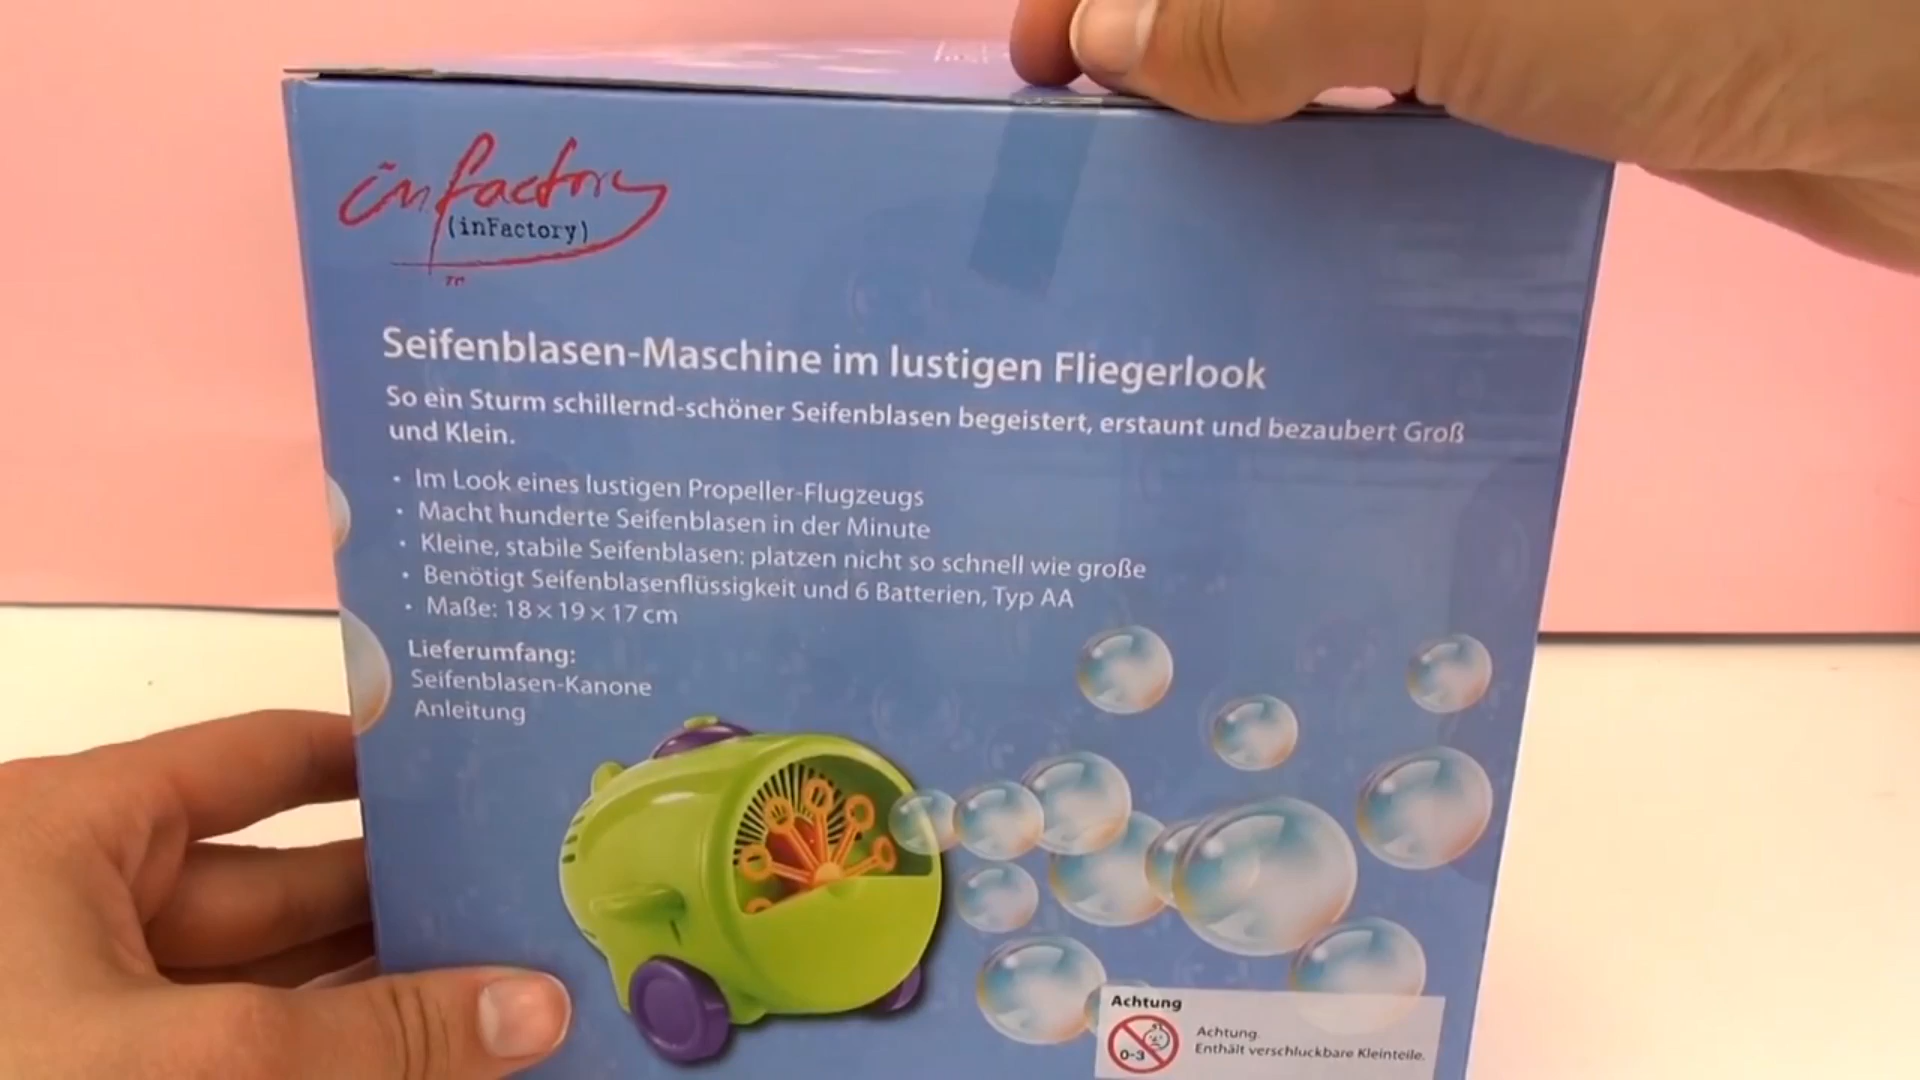 infactory
(inFactory)
TM
Seifenblasen-Maschine im lustigen Fliegerlook
So ein Sturm schillernd-schöner Seifenblasen begeistert, erstaunt und bezaubert Groß
und Klein.
• Im Look eines lustigen Propeller-Flugzeugs
• Macht hunderte Seifenblasen in der Minute
• Kleine, stabile Seifenblasen: platzen nicht so schnell wie große
• Benötigt Seifenblasenflüssigkeit und 6 Batterien, Typ AA
• Maße: 18 × 19 × 17 cm
Lieferumfang:
Seifenblasen-Kanone
Anleitung
Achtung
0-3
Achtung.
Enthält verschluckbare Kleinteile.